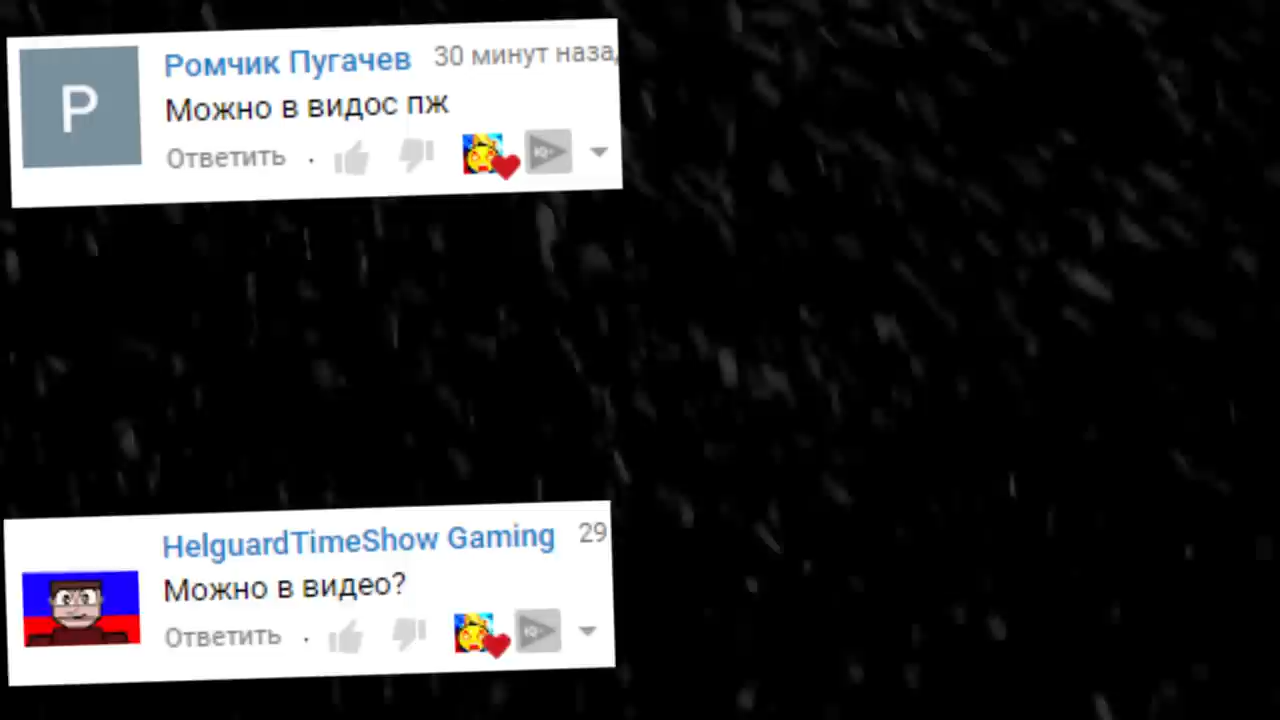 Р
Ромчик Пугачев 30 минут наза
Можно в видос пж
Ответить
HelguardTimeShow Gaming 29
Можно в видео?
Ответить